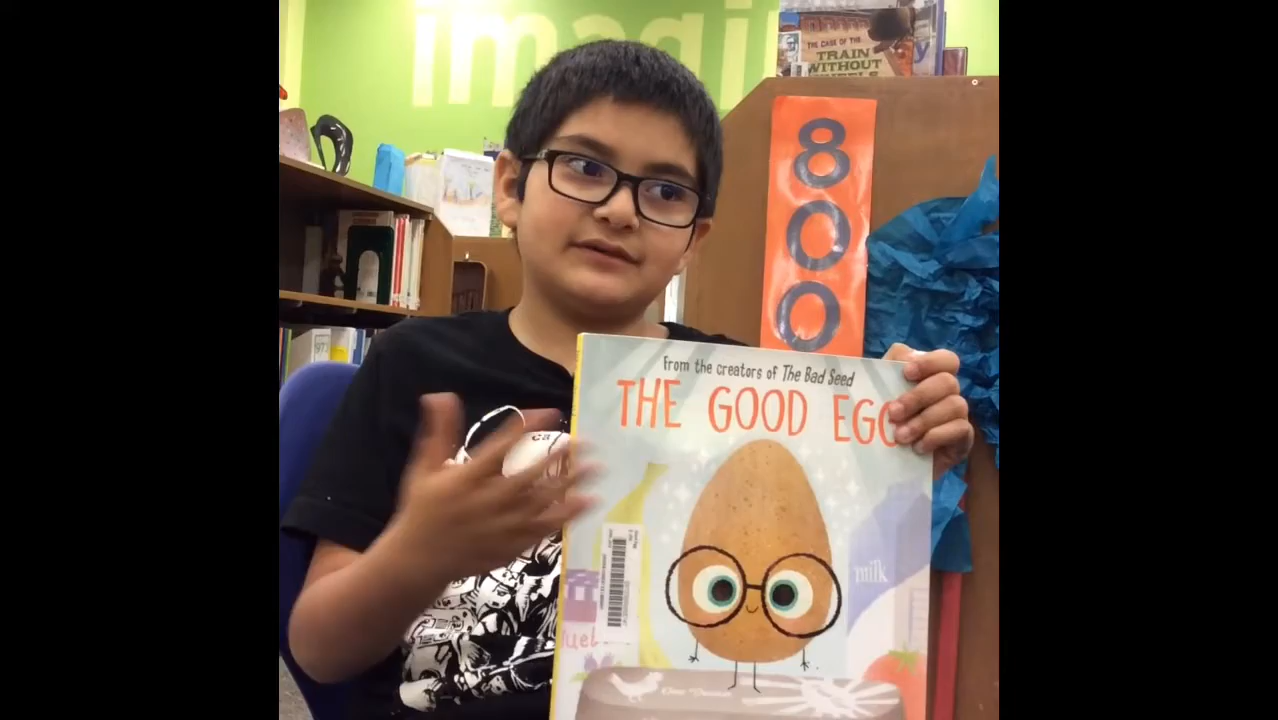 imagi
THE CASE OF THE
TRAIN
WITHOUT
800
From the creators of The Bad Seed
THE GOOD EGG
milk
ca